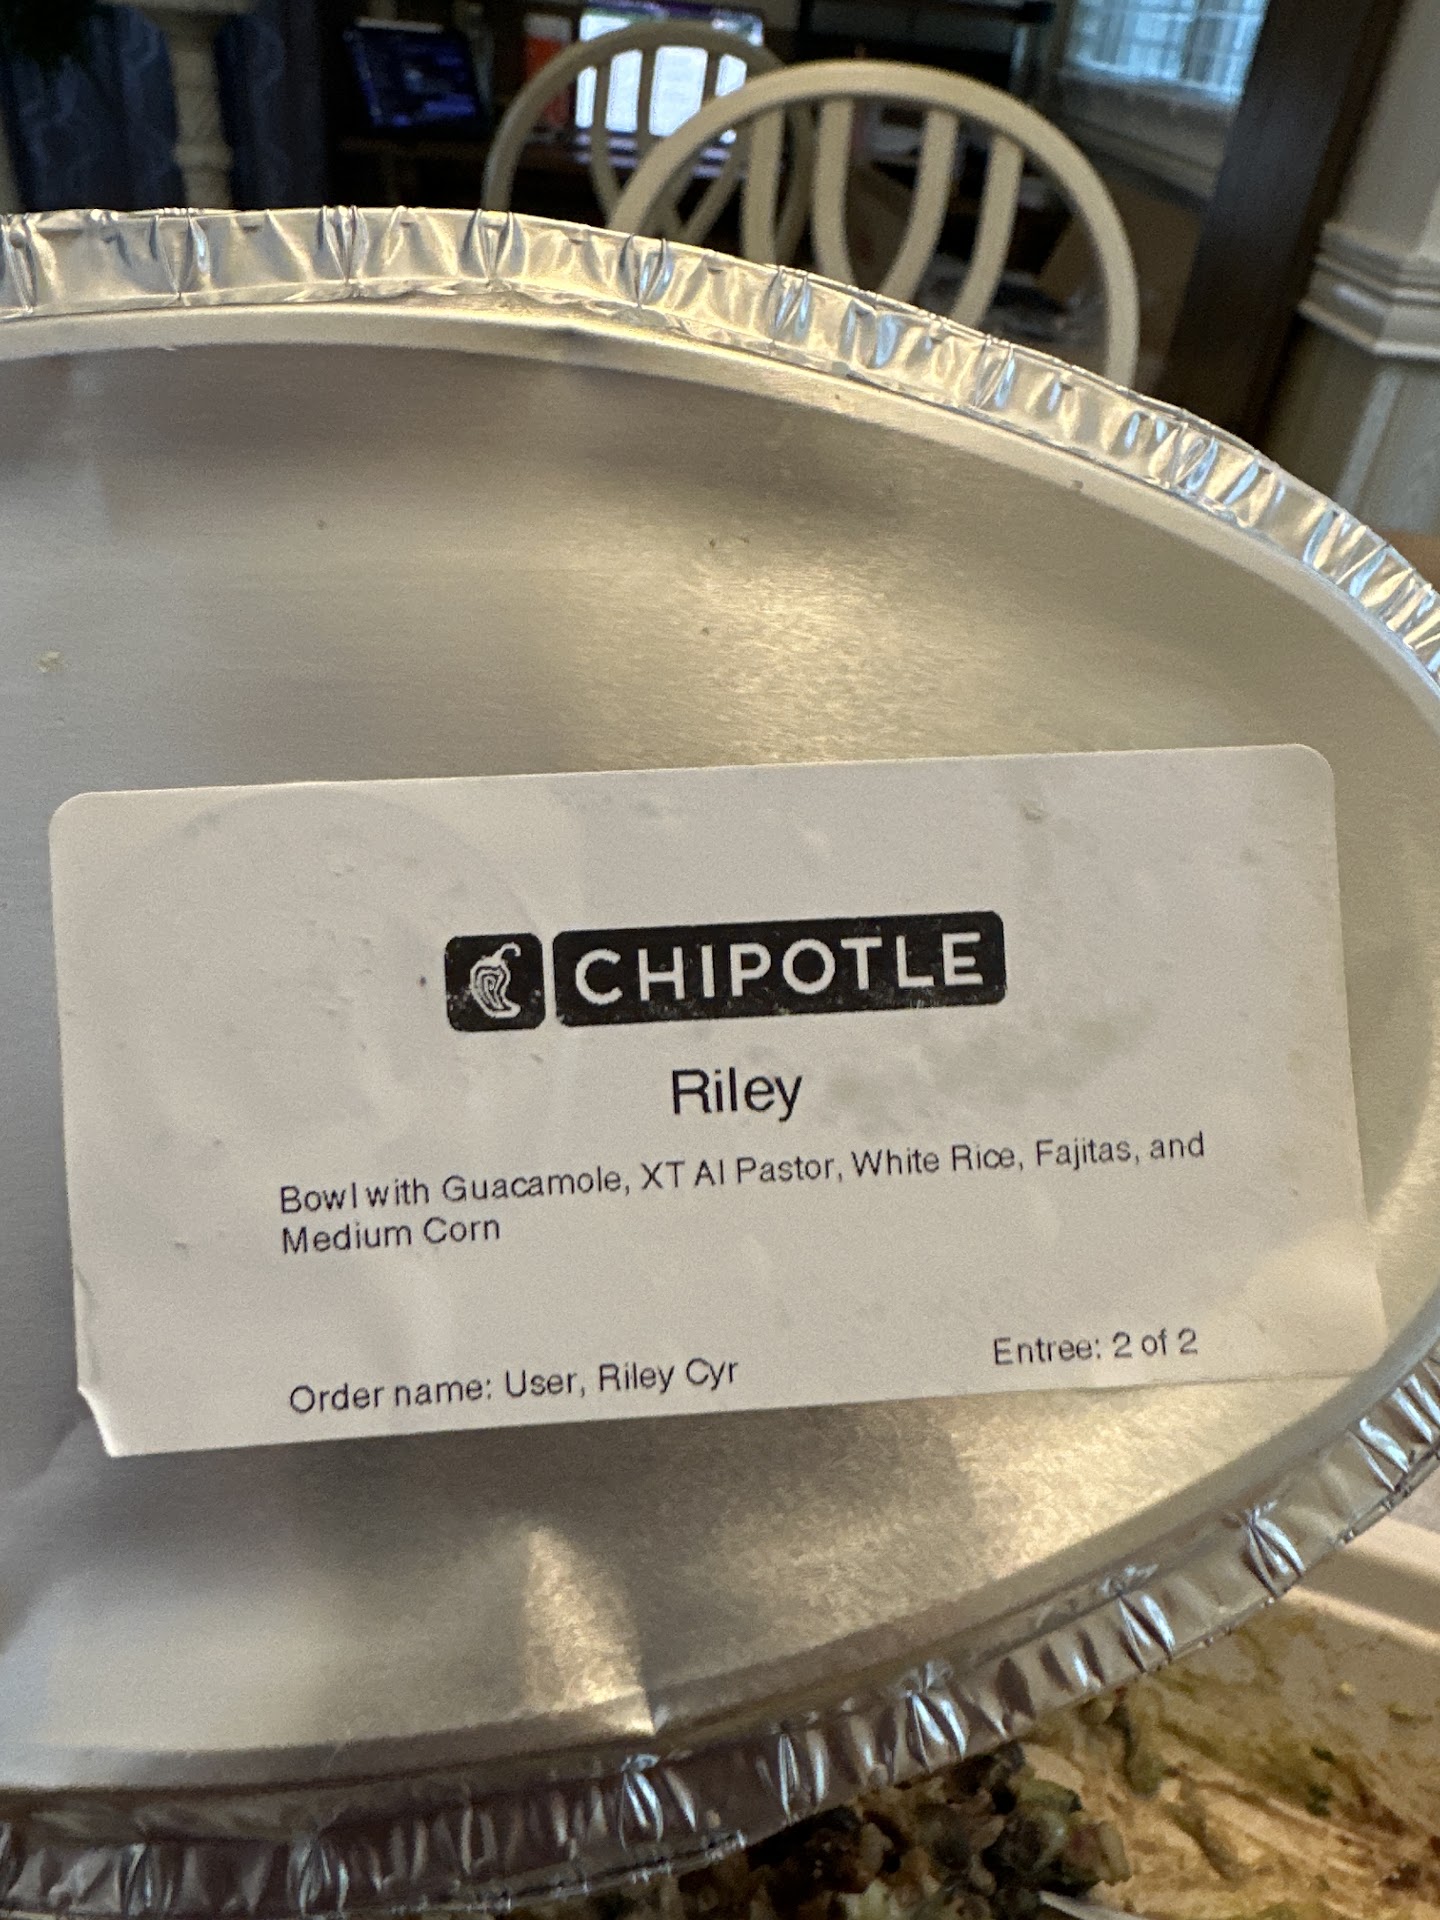 CHIPOTLE
Riley
Bowl with Guacamole, XT Al Pastor, White Rice, Fajitas, and
Medium Corn
Order name: User, Riley Cyr
Entree: 2 of 2